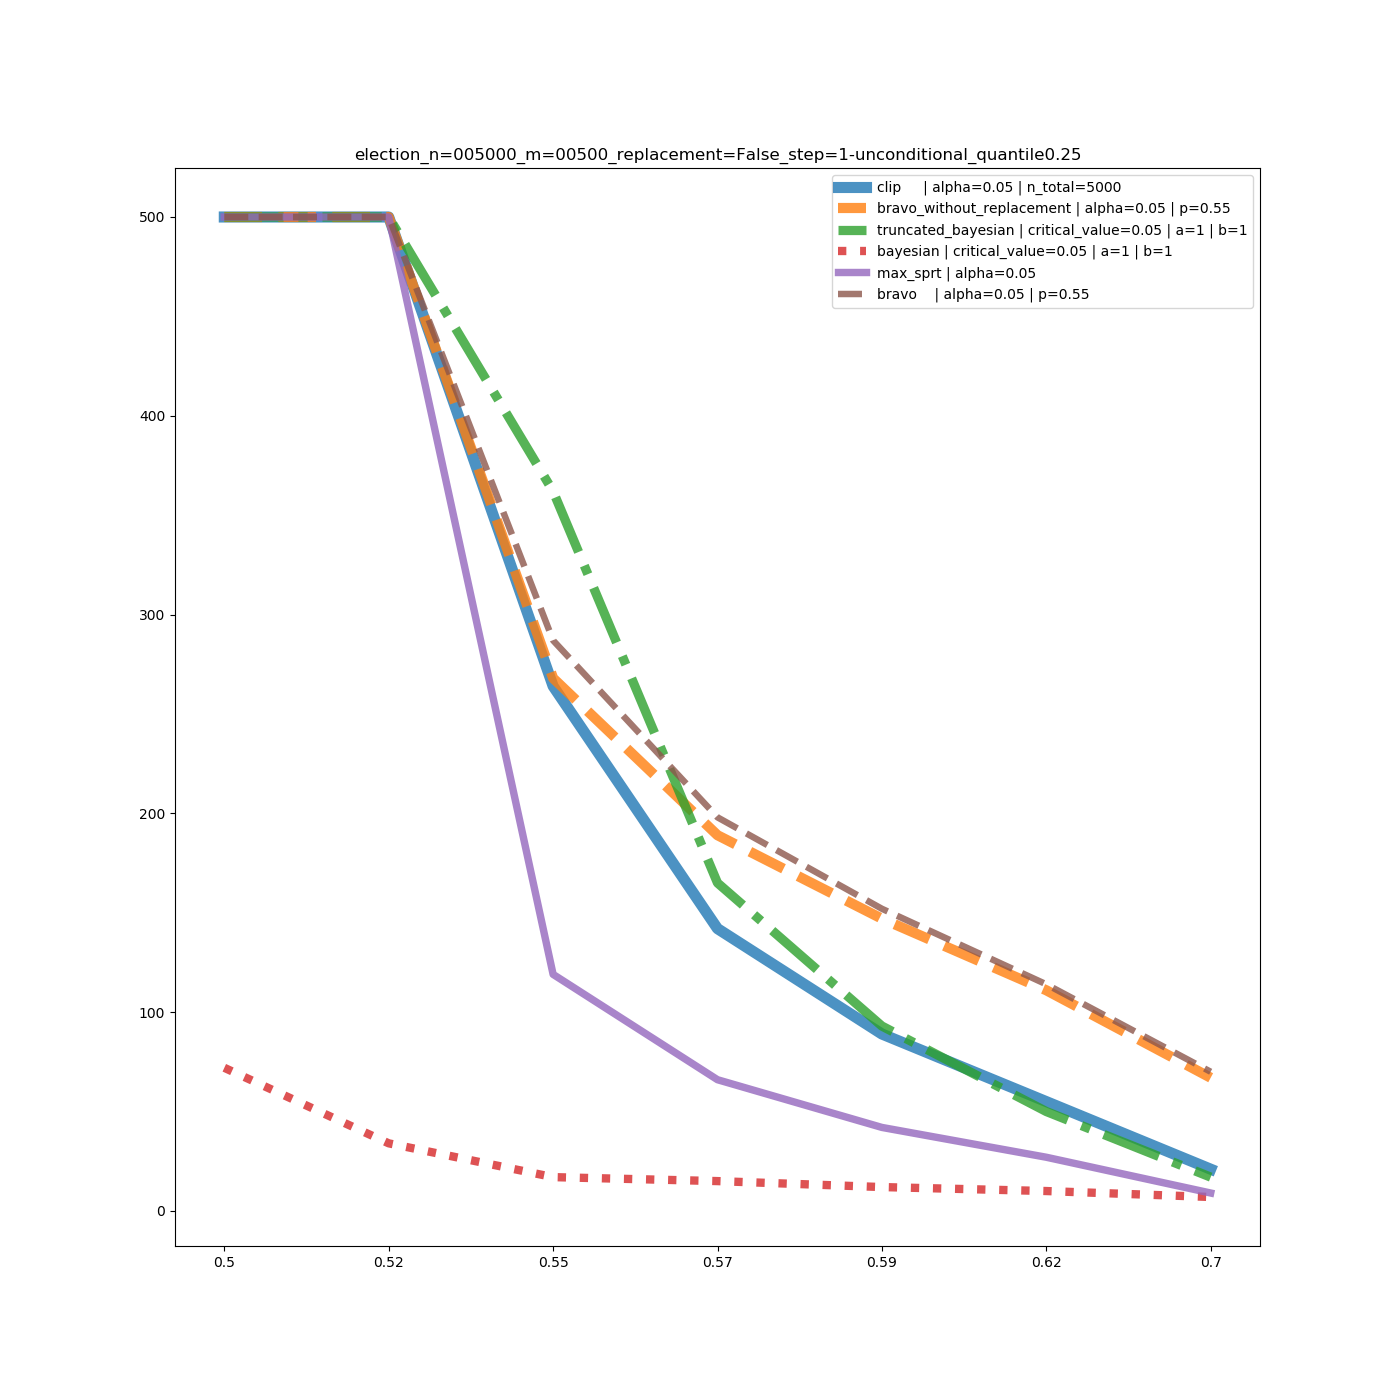 election_n=005000_m=00500_replacement=False_step=1-unconditional_quantile0.25
clip | alpha=0.05 | n_total=5000
bravo_without_replacement | alpha=0.05 | p=0.55
truncated_bayesian | critical_value=0.05 | a=1 | b=1
bayesian | critical_value=0.05 | a=1 | b=1
max_sprt | alpha=0.05
bravo | alpha=0.05 | p=0.55
500
400
300
200
100
0
0.5 0.52 0.55 0.57 0.59 0.62 0.7